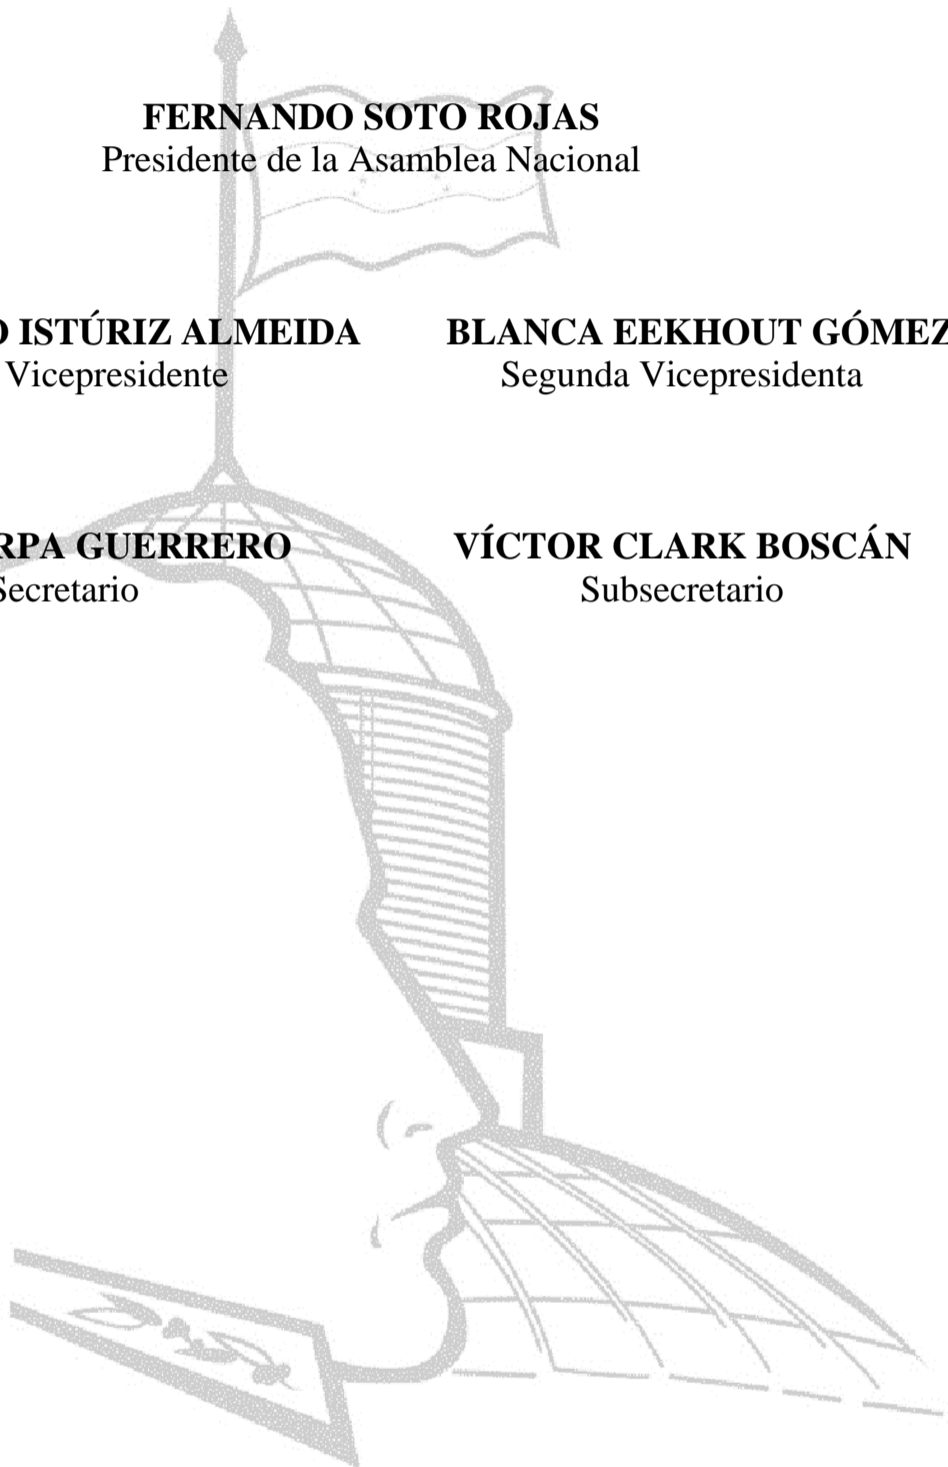 FERNANDO SOTO ROJAS
Presidente de la Asamblea Nacional
ISTÚRIZ ALMEIDA
Vicepresidente
BLANCA EEKHOUT GÓMEZ
Segunda Vicepresidenta
GUERRERO
Secretario
VÍCTOR CLARK BOSCÁN
Subsecretario